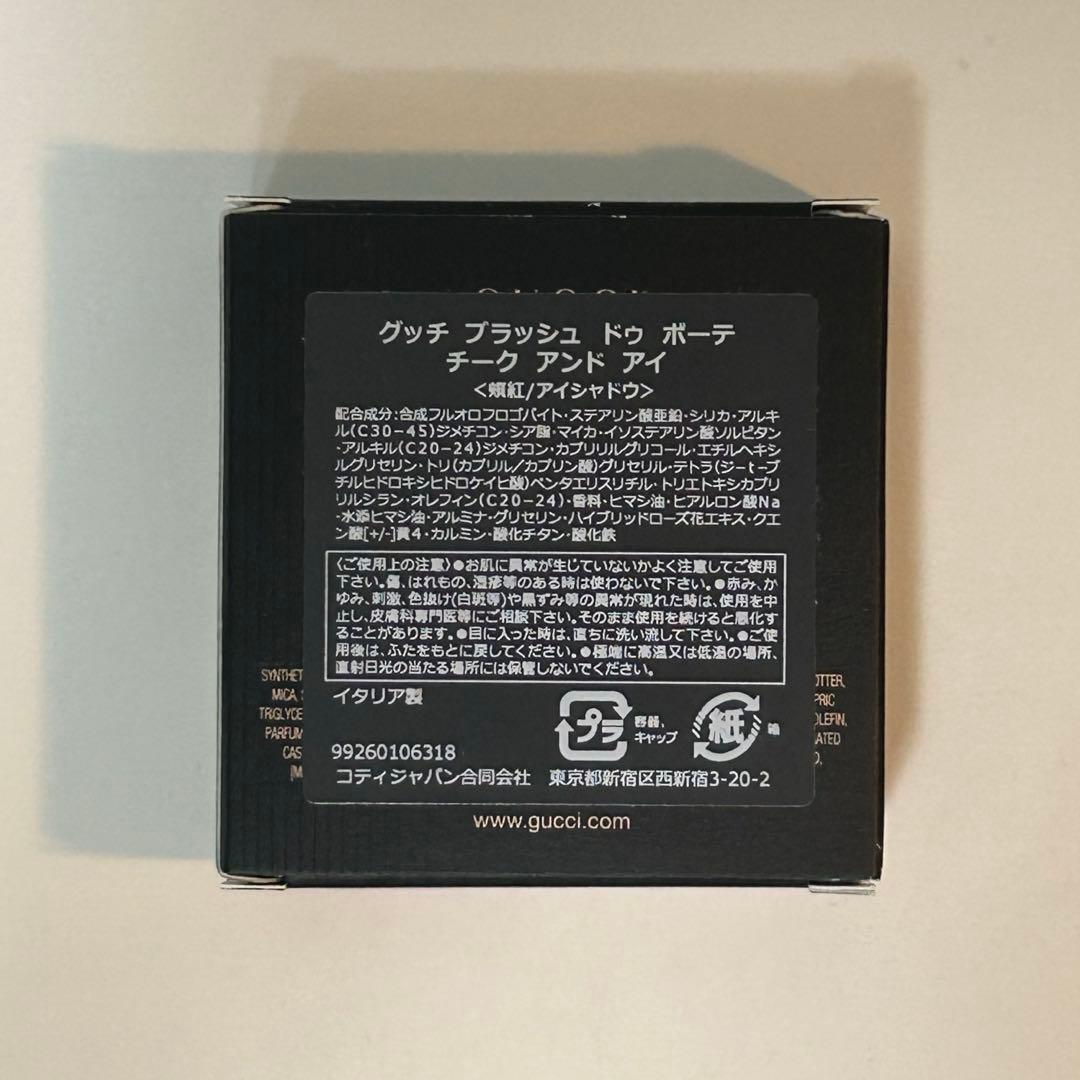 グッチ ブラッシュ ドゥ ボーテ
チーク アンド アイ
<頬紅/アイシャドウ>
配合成分:合成フルオロフロゴパイト・ステアリン酸亜鉛・シリカ・アルキ
ル(C30-45)ジメチコン・シア脂・マイカ・イソステアリン酸ソルビタン
・アルキル(C20-24)ジメチコン・カプリリルグリコール・エチルヘキシ
ルグリセリン・トリ(カプリル/カプリン酸)グリセリル・テトラ(ジ-t-ブ
チルヒドロキシヒドロケイヒ酸)ペンタエリスリチル・トリエトキシカプリ
リルシラン・オレフィン(C20-24)・香料・ヒマシ油・ヒアルロン酸Na
・水添ヒマシ油・アルミナ・グリセリン・ハイブリッドローズ花エキス・クエ
ン酸[+/-]黄4・カルミン・酸化チタン・酸化鉄
〈ご使用上の注意〉●お肌に異常が生じていないかよく注意してご使用
下さい。傷、はれもの、湿疹等のある時は使わないで下さい。●赤み、か
ゆみ、刺激、色抜け(白斑等)や黒ずみ等の異常が現れた時は、使用を中
止し、皮膚科専門医等にご相談下さい。そのまま使用を続けると悪化す
ることがあります。●目に入った時は、直ちに洗い流して下さい。●ご使
用後は、ふたをもとに戻してください。●極端に高温又は低温の場所、
直射日光の当たる場所には保管しないでください。
イタリア製
プラ 容器、
キャップ
紙 箱
99260106318
コティジャパン合同会社 東京都新宿区西新宿3-20-2
MICA
www.gucci.com